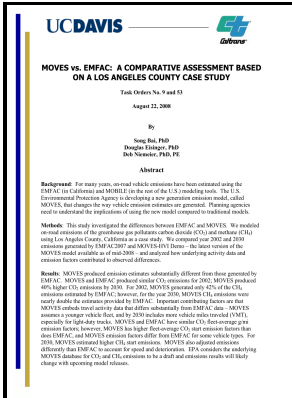 UCDAVIS
Caltrans
MOVES vs. EMFAC: A COMPARATIVE ASSESSMENT BASED
ON A LOS ANGELES COUNTY CASE STUDY
Task Orders No. 9 and 53
August 22, 2008
By
Song Bai, PhD
Douglas Eisinger, PhD
Deb Niemeier, PhD, PE
Abstract
Background: For many years, on-road vehicle emissions have been estimated using the
EMFAC (in California) and MOBILE (in the rest of the U.S.) modeling tools. The U.S.
Environmental Protection Agency is developing a new generation emission model, called
MOVES, that changes the way vehicle emission estimates are generated. Planning agencies
need to understand the implications of using the new model compared to traditional models.
Methods: This study investigated the differences between EMFAC and MOVES. We modeled
on-road emissions of the greenhouse gas pollutants carbon dioxide (CO2) and methane (CH4)
using Los Angeles County, California as a case study. We compared year 2002 and 2030
emissions generated by EMFAC2007 and MOVES-HVI Demo – the latest version of the
MOVES model available as of mid-2008 – and analyzed how underlying activity data and
emission factors contributed to observed differences.
Results: MOVES produced emission estimates substantially different from those generated by
EMFAC. MOVES and EMFAC produced similar CO2 emissions for 2002; MOVES produced
40% higher CO2 emissions by 2030. For 2002, MOVES generated only 42% of the CH4
emissions estimated by EMFAC; however, for the year 2030, MOVES CH4 emissions were
nearly double the estimates provided by EMFAC. Important contributing factors are that
MOVES embeds travel activity data that differs substantially from EMFAC data – MOVES
assumes a younger vehicle fleet, and by 2030 includes more vehicle miles traveled (VMT),
especially for light-duty trucks. MOVES and EMFAC have similar CO2 fleet-average g/mi
emission factors; however, MOVES has higher fleet-average CO2 start emission factors than
does EMFAC, and MOVES emission factors differ from EMFAC for some vehicle types. For
2030, MOVES estimated higher CH4 start emissions. MOVES also adjusted emissions
differently than EMFAC to account for speed and deterioration. EPA considers the underlying
MOVES database for CO2 and CH4 emissions to be a draft and emissions results will likely
change with upcoming model releases.